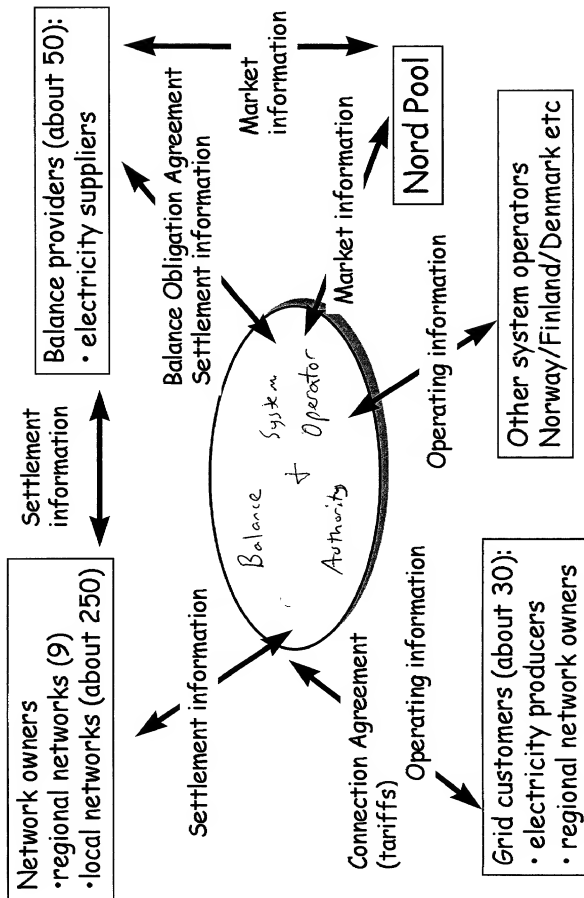 Network owners
•regional networks (9)
•local networks (about 250)
Settlement
information
Balance providers (about 50):
• electricity suppliers
Settlement information
Balance Obligation Agreement
Settlement information
Market
information
Balance System
+
Authority Operator
Market information
Nord Pool
Connection Agreement
(tariffs)
Operating information
Operating information
Grid customers (about 30):
• electricity producers
• regional network owners
Other system operators
Norway/Finland/Denmark etc